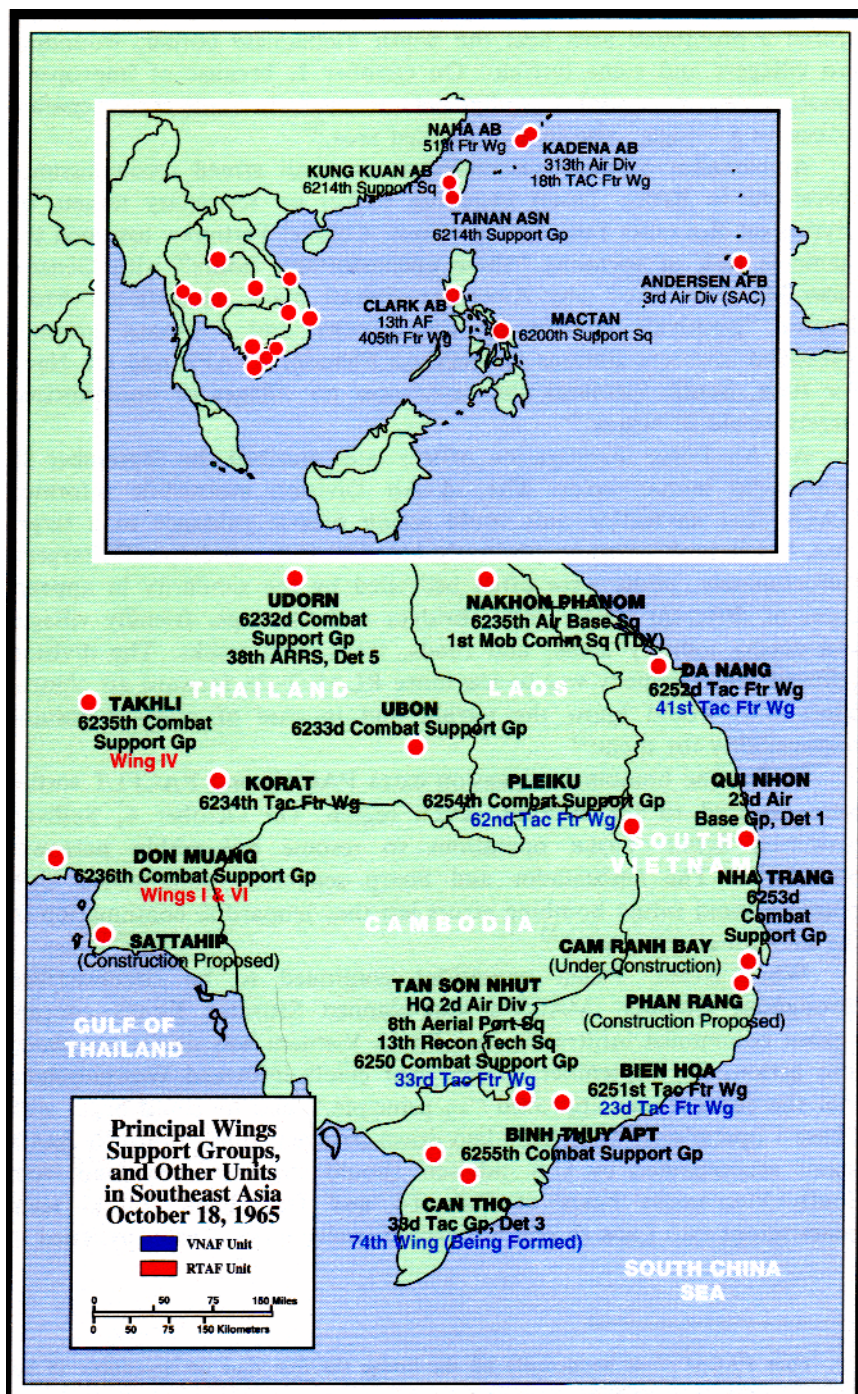 NAHA AB
51st Ftr Wg
KADENA AB
313th Air Div
18th TAC Ftr Wg
KUNG KUAN AB
6214th Support Sq
TAINAN ASN
6214th Support Gp
ANDERSEN AFB
3rd Air Div (SAC)
CLARK AB
13th AF
405th Ftr Wg
MACTAN
6200th Support Sq
UDORN
6232d Combat
Support Gp
38th ARRS, Det 5
NAKHON PHANOM
6235th Air Base Sq
1st Mob Comm Sq (TDY)
THAILAND
LAOS
DA NANG
6252d Tac Ftr Wg
41st Tac Ftr Wg
TAKHLI
6235th Combat
Support Gp
Wing IV
UBON
6233d Combat Support Gp
KORAT
6234th Tac Ftr Wg
PLEIKU
6254th Combat Support Gp
62nd Tac Ftr Wg
QUI NHON
23d Air
Base Gp, Det 1
SOUTH
VIETNAM
DON MUANG
6236th Combat Support Gp
Wings I & VI
NHA TRANG
6253d
Combat
Support Gp
CAMBODIA
SATTAHIP
(Construction Proposed)
CAM RANH BAY
(Under Construction)
TAN SON NHUT
HQ 2d Air Div
8th Aerial Port Sq
13th Recon Tech Sq
6250 Combat Support Gp
33rd Tac Ftr Wg
PHAN RANG
(Construction Proposed)
GULF OF
THAILAND
BIEN HOA
6251st Tac Ftr Wg
23d Tac Ftr Wg
BINH THUY APT
6255th Combat Support Gp
CAN THO
38d Tac Gp, Det 3
74th Wing (Being Formed)
SOUTH CHINA
SEA
Principal Wings
Support Groups,
and Other Units
in Southeast Asia
October 18, 1965
VNAF Unit
RTAF Unit
0 50 75 150 Miles
0 50 75 150 Kilometers